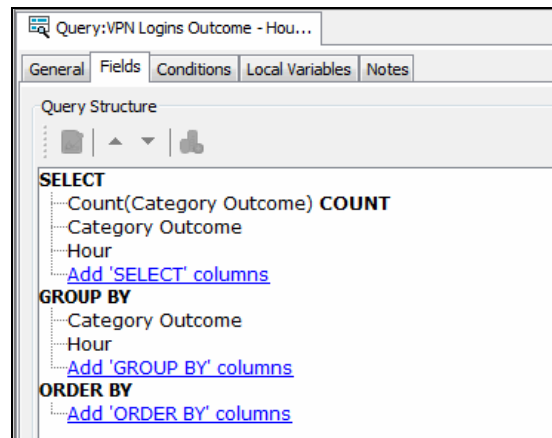 Query:VPN Logins Outcome - Hou...
General Fields Conditions Local Variables Notes
Query Structure
SELECT
Count(Category Outcome) COUNT
Category Outcome
Hour
Add 'SELECT' columns
GROUP BY
Category Outcome
Hour
Add 'GROUP BY' columns
ORDER BY
Add 'ORDER BY' columns